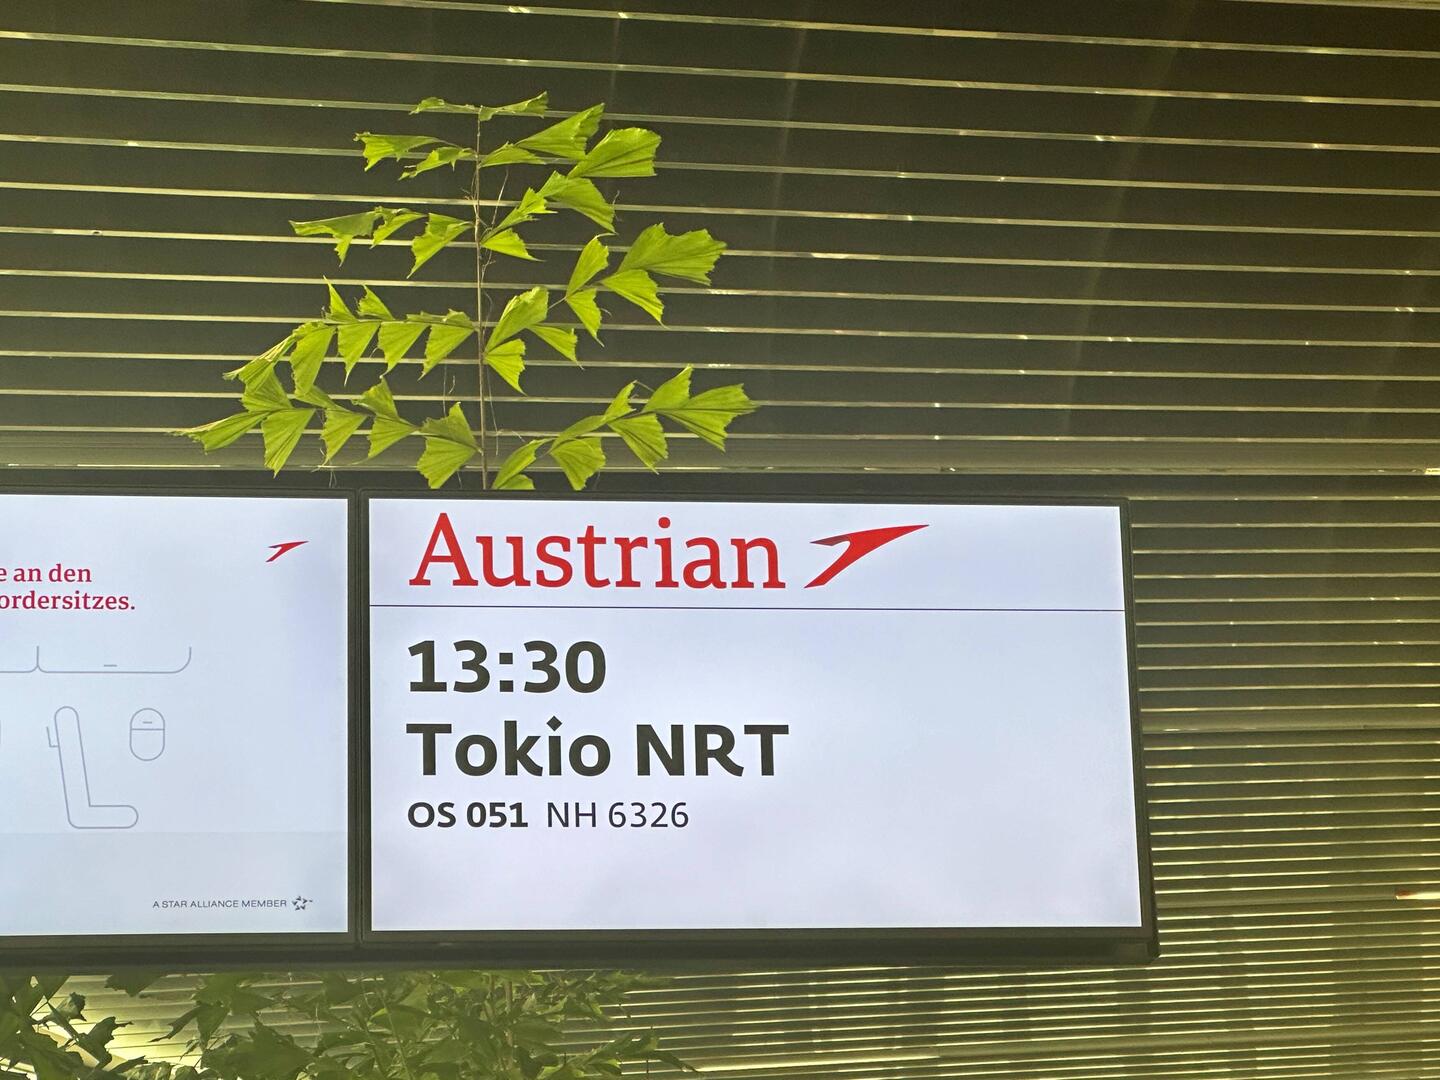 e an den
ordersitzes.
A STAR ALLIANCE MEMBER
Austrian
13:30
Tokio NRT
OS 051 NH 6326